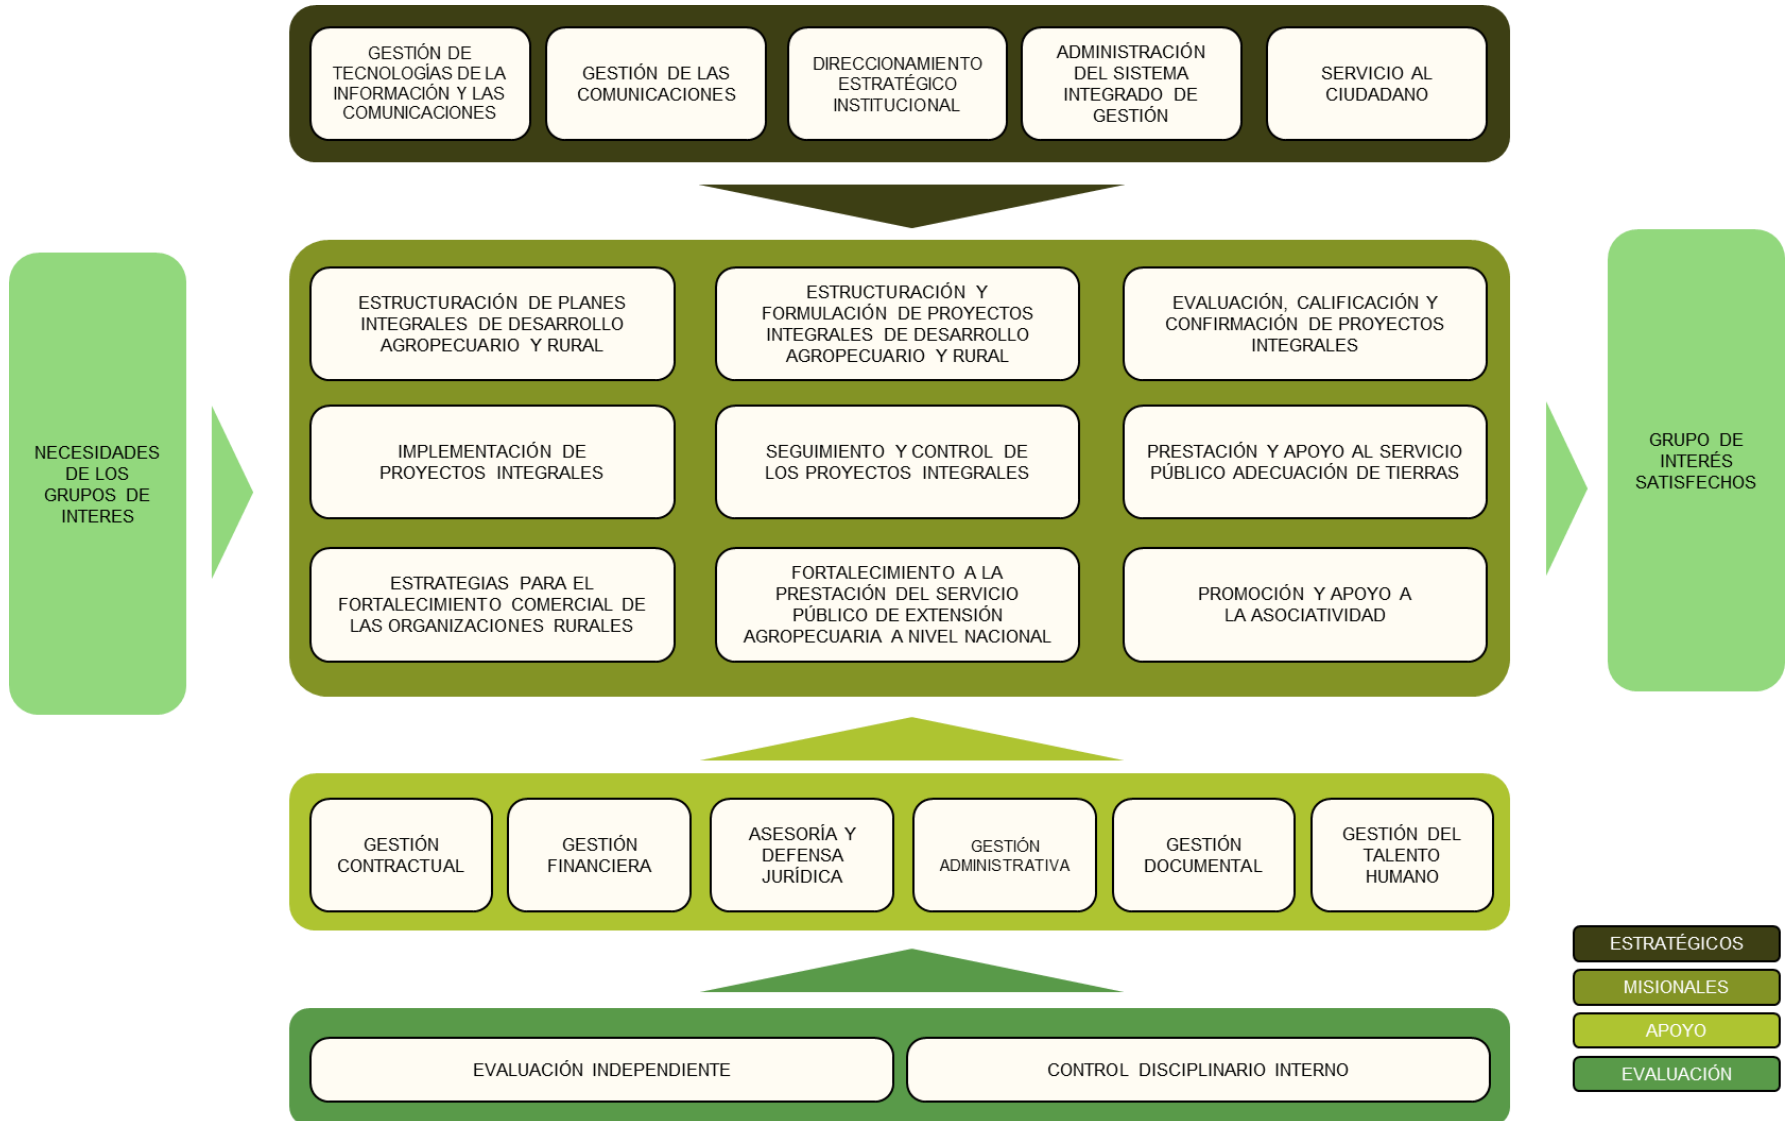 GESTIÓN DE
TECNOLOGÍAS DE LA
INFORMACIÓN Y LAS
COMUNICACIONES
GESTIÓN DE LAS
COMUNICACIONES
DIRECCIONAMIENTO
ESTRATÉGICO
INSTITUCIONAL
ADMINISTRACIÓN
DEL SISTEMA
INTEGRADO DE
GESTIÓN
SERVICIO AL
CIUDADANO
NECESIDADES
DE LOS
GRUPOS DE
INTERES
ESTRUCTURACIÓN DE PLANES
INTEGRALES DE DESARROLLO
AGROPECUARIO Y RURAL
ESTRUCTURACIÓN Y
FORMULACIÓN DE PROYECTOS
INTEGRALES DE DESARROLLO
AGROPECUARIO Y RURAL
EVALUACIÓN, CALIFICACIÓN Y
CONFIRMACIÓN DE PROYECTOS
INTEGRALES
IMPLEMENTACIÓN DE
PROYECTOS INTEGRALES
SEGUIMIENTO Y CONTROL DE
LOS PROYECTOS INTEGRALES
PRESTACIÓN Y APOYO AL SERVICIO
PÚBLICO ADECUACIÓN DE TIERRAS
ESTRATEGIAS PARA EL
FORTALECIMIENTO COMERCIAL DE
LAS ORGANIZACIONES RURALES
FORTALECIMIENTO A LA
PRESTACIÓN DEL SERVICIO
PÚBLICO DE EXTENSIÓN
AGROPECUARIA A NIVEL NACIONAL
PROMOCIÓN Y APOYO A
LA ASOCIATIVIDAD
GRUPO DE
INTERÉS
SATISFECHOS
GESTIÓN
CONTRACTUAL
GESTIÓN
FINANCIERA
ASESORÍA Y
DEFENSA
JURÍDICA
GESTIÓN
ADMINISTRATIVA
GESTIÓN
DOCUMENTAL
GESTIÓN DEL
TALENTO
HUMANO
EVALUACIÓN INDEPENDIENTE
CONTROL DISCIPLINARIO INTERNO
ESTRATÉGICOS
MISIONALES
APOYO
EVALUACIÓN